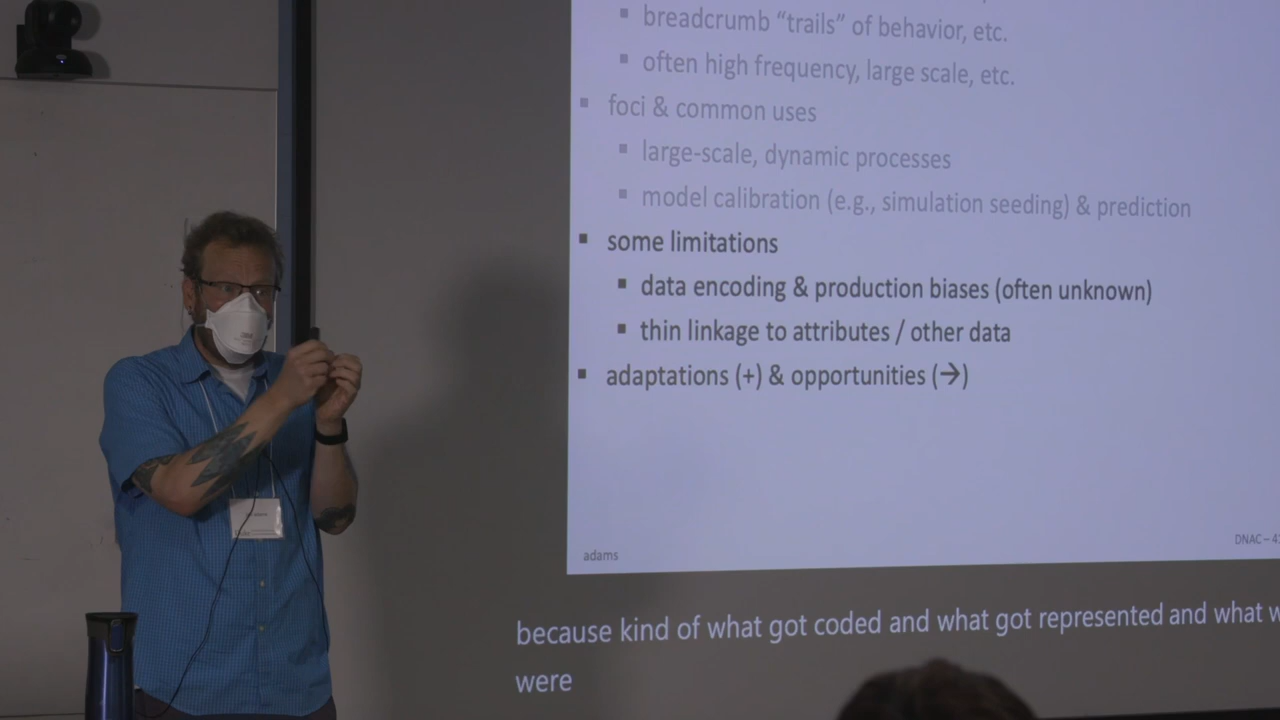 breadcrumb “trails” of behavior, etc.
often high frequency, large scale, etc.
foci & common uses
large-scale, dynamic processes
model calibration (e.g., simulation seeding) & prediction
some limitations
data encoding & production biases (often unknown)
thin linkage to attributes / other data
adaptations (+) & opportunities (→)
adams
DNAC – 4
because kind of what got coded and what got represented and what w
were